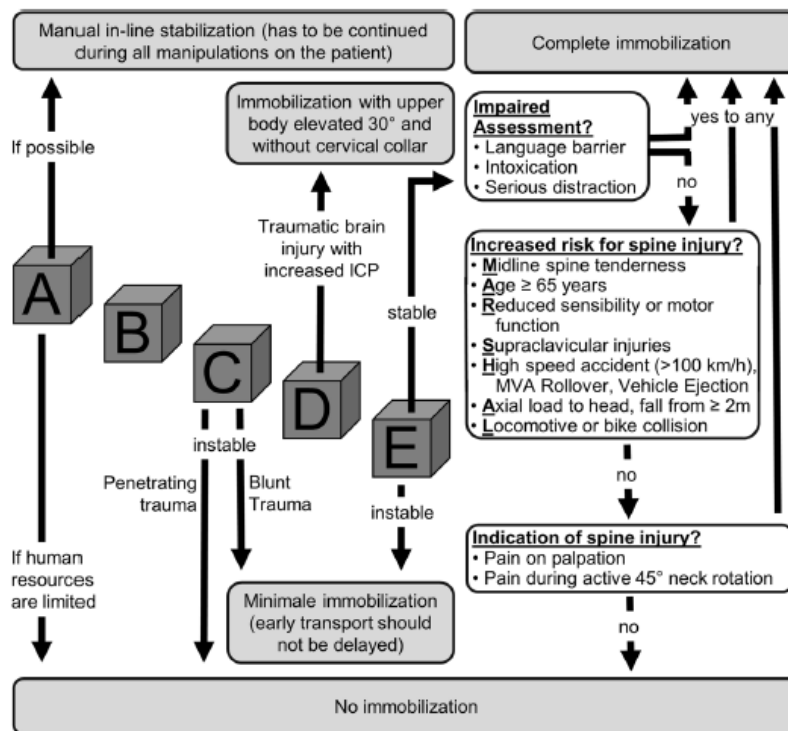 Manual in-line stabilization (has to be continued
during all manipulations on the patient)
Complete immobilization
Immobilization with upper
body elevated 30° and
without cervical collar
Impaired
Assessment?
• Language barrier
• Intoxication
• Serious distraction
yes to any
no
If possible
Traumatic brain
injury with
increased ICP
stable
A
B
C
D
E
Increased risk for spine injury?
• Midline spine tenderness
• Age ≥ 65 years
• Reduced sensibility or motor
function
• Supraclavicular injuries
• High speed accident (>100 km/h),
MVA Rollover, Vehicle Ejection
• Axial load to head, fall from ≥ 2m
• Locomotive or bike collision
instable
Penetrating
trauma
Blunt
Trauma
instable
no
If human
resources
are limited
Minimale immobilization
(early transport should
not be delayed)
Indication of spine injury?
• Pain on palpation
• Pain during active 45° neck rotation
no
No immobilization